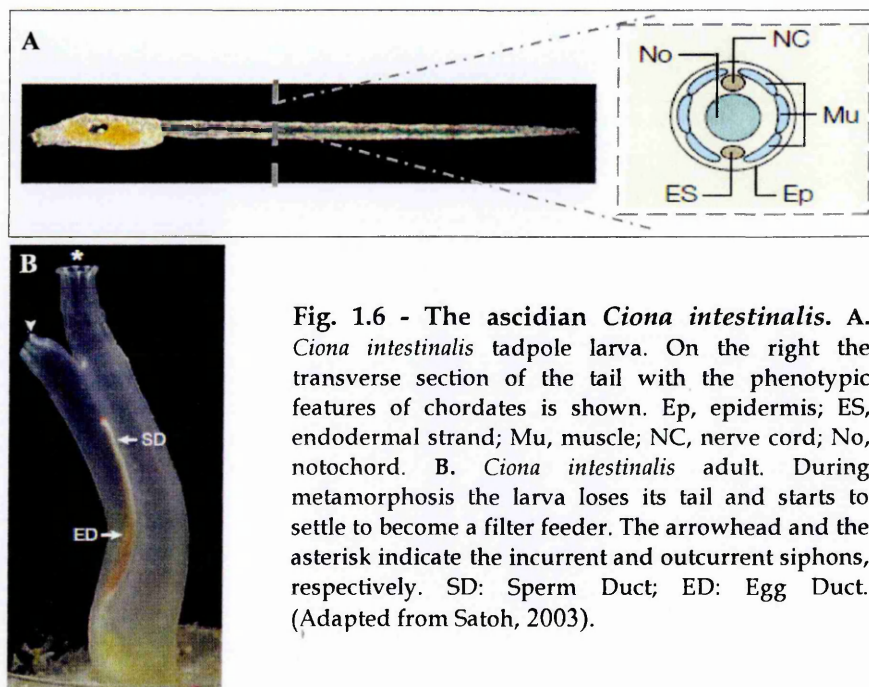 A
No
NC
Mu
ES
Ep
B
*
SD
ED
Fig. 1.6 - The ascidian Ciona intestinalis. A.
Ciona intestinalis tadpole larva. On the right the
transverse section of the tail with the phenotypic
features of chordates is shown. Ep, epidermis; ES,
endodermal strand; Mu, muscle; NC, nerve cord; No,
notochord. B. Ciona intestinalis adult. During
metamorphosis the larva loses its tail and starts to
settle to become a filter feeder. The arrowhead and the
asterisk indicate the incurrent and outcurrent siphons,
respectively. SD: Sperm Duct; ED: Egg Duct.
(Adapted from Satoh, 2003).